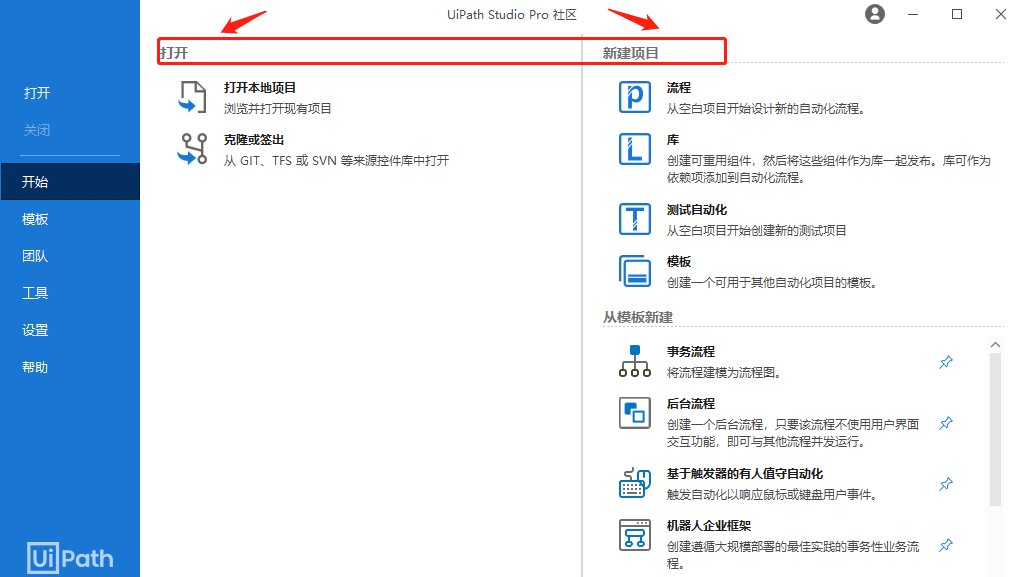 UiPath Studio Pro 社区
打开
关闭
开始
模板
团队
工具
设置
帮助
UiPath
打开
打开本地项目
浏览并打开现有项目
克隆或签出
从 GIT、TFS 或 SVN 等来源控件库中打开
新建项目
流程
从空白项目开始设计新的自动化流程。
库
创建可重用组件，然后将这些组件作为库一起发布。库可作为
依赖项添加到自动化流程。
测试自动化
从空白项目开始创建新的测试项目
模板
创建一个可用于其他自动化项目的模板。
从模板新建
事务流程
将流程建模为流程图。
后台流程
创建一个后台流程，只要该流程不使用用户界面
交互功能，即可与其他流程并发运行。
基于触发器的有人值守自动化
触发自动化以响应鼠标或键盘用户事件。
机器人企业框架
创建遵循大规模部署的最佳实践的事务性业务流
程。